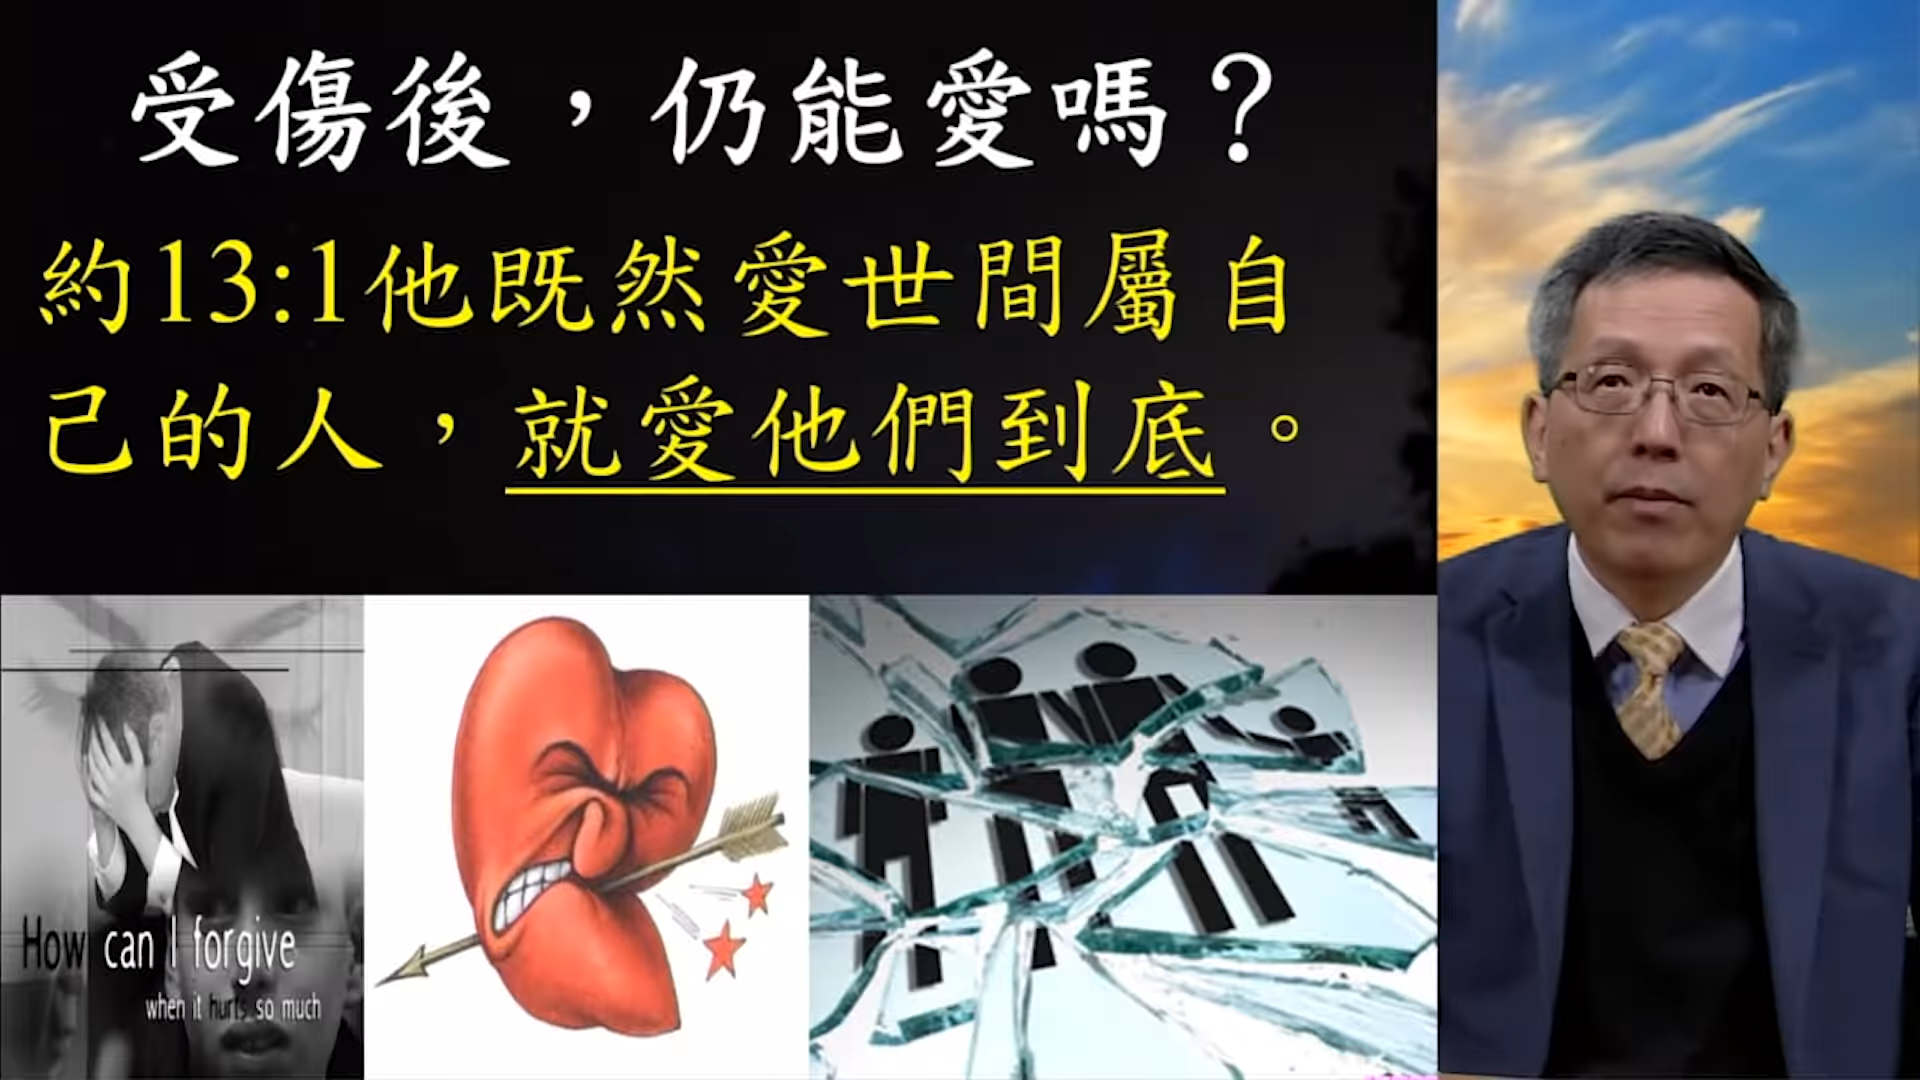 受傷後，仍能愛嗎？
約13:1他既然愛世間屬自
己的人，就愛他們到底。
How can I forgive
when it hurts so much